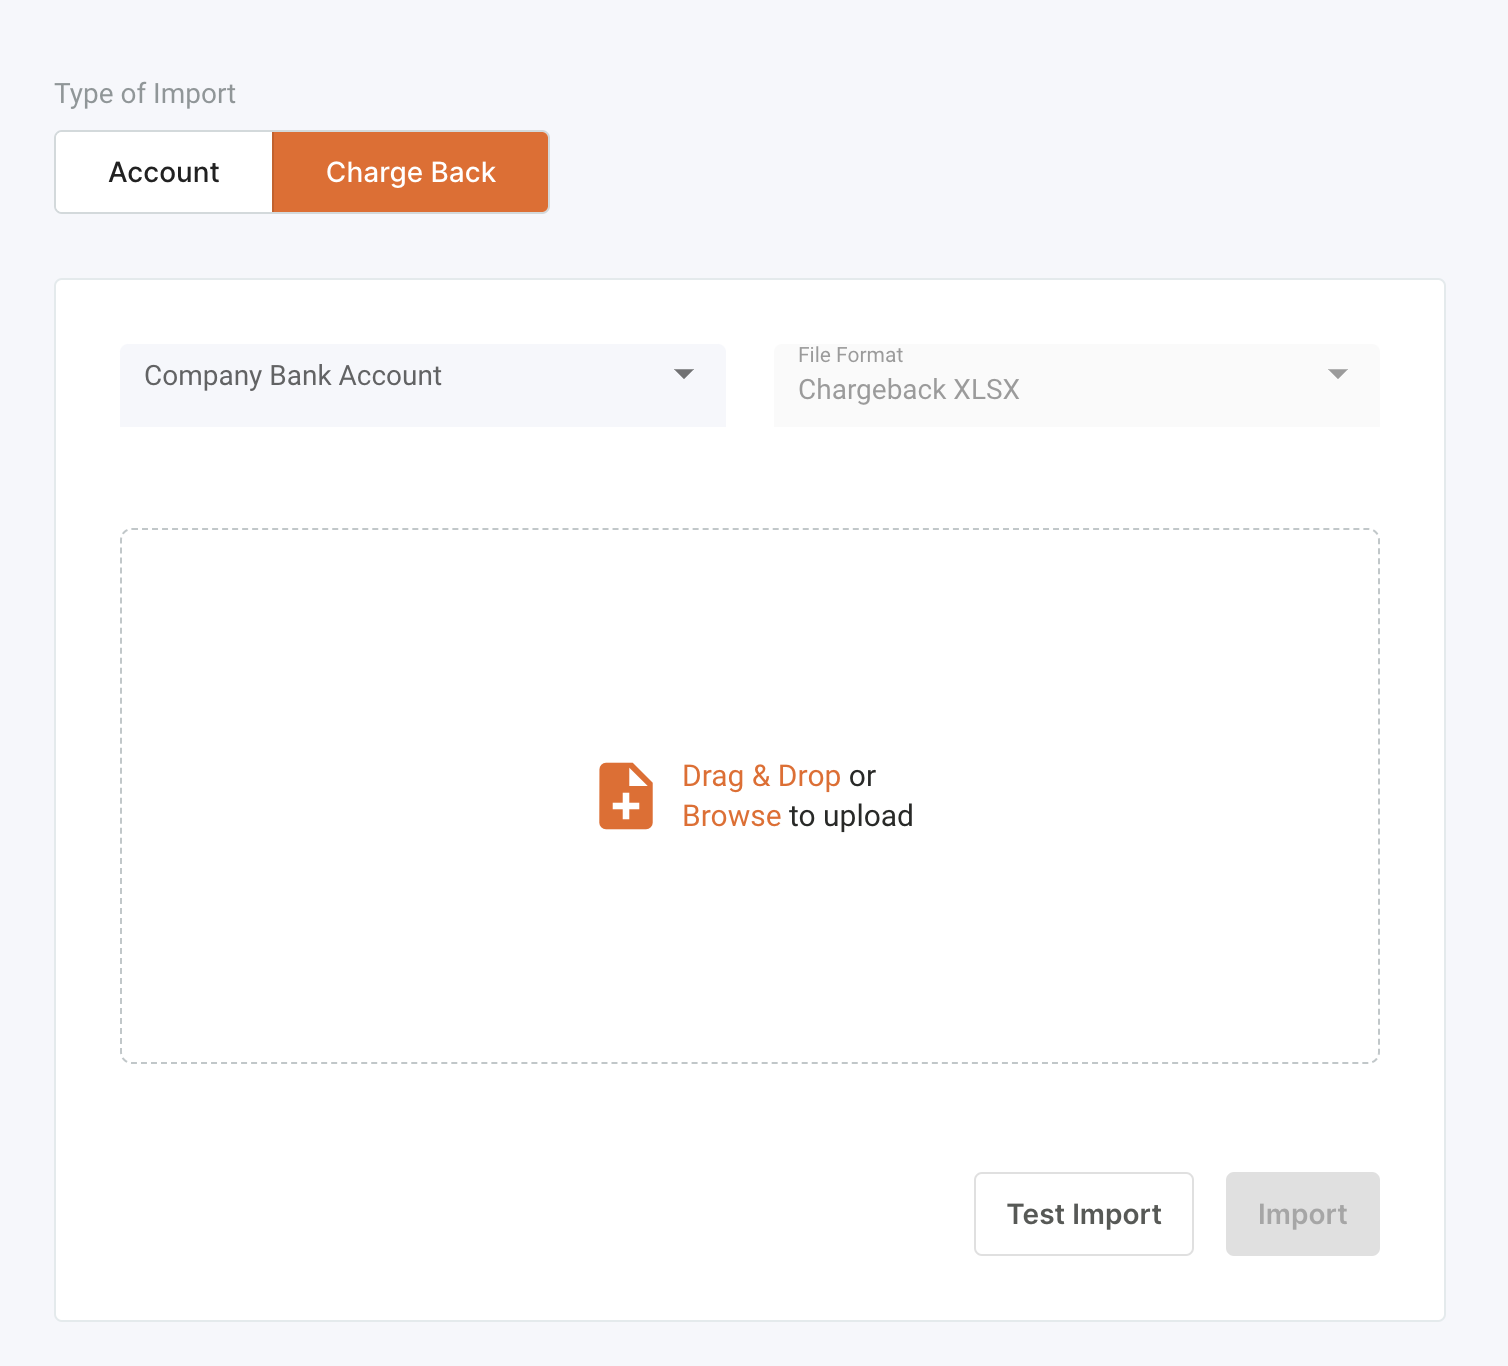 Type of Import
Account
Charge Back
Company Bank Account
File Format
Chargeback XLSX
Drag & Drop or
Browse to upload
Test Import
Import